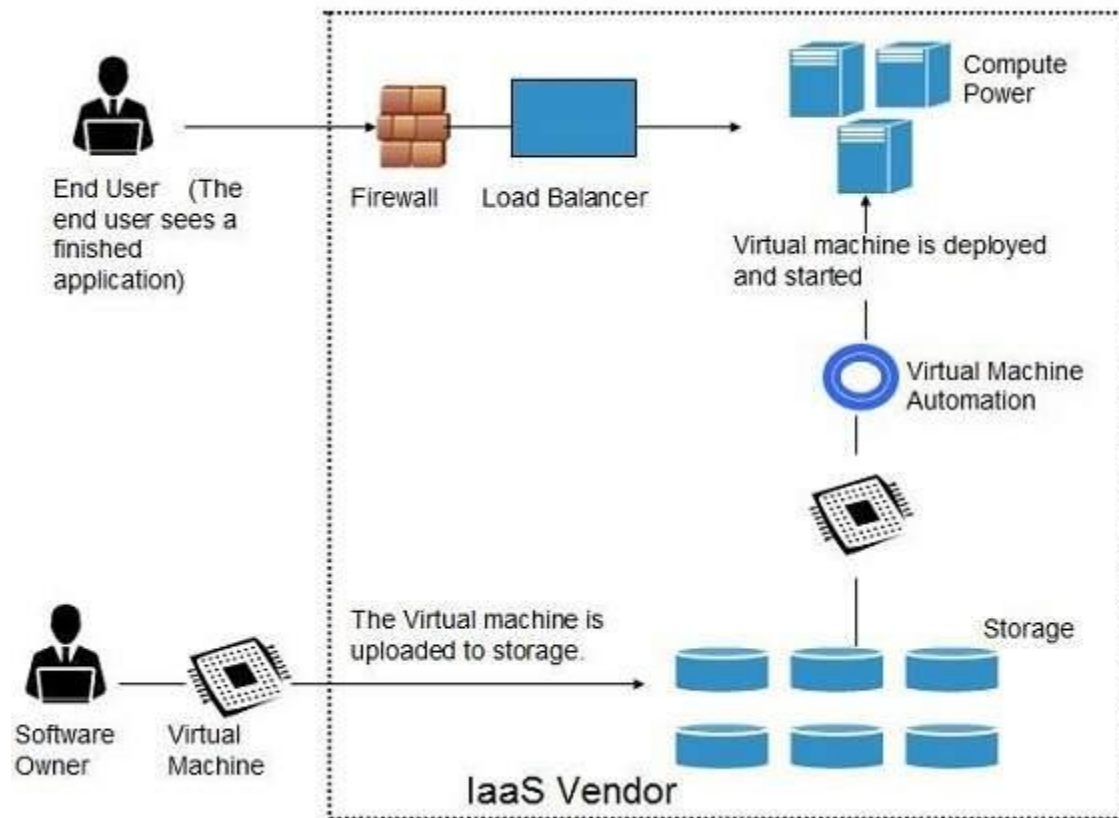 End User (The
end user sees a
finished
application)
Firewall
Load Balancer
Compute
Power
Virtual machine is deployed
and started
Virtual Machine
Automation
The Virtual machine is
uploaded to storage.
Storage
Software
Owner
Virtual
Machine
IaaS Vendor